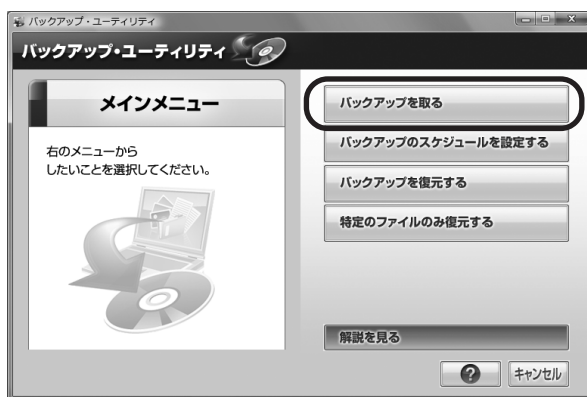 バックアップ・ユーティリティ
バックアップ・ユーティリティ
メインメニュー
右のメニューから
したいことを選択してください。
バックアップを取る
バックアップのスケジュールを設定する
バックアップを復元する
特定のファイルのみ復元する
解説を見る
?
キャンセル